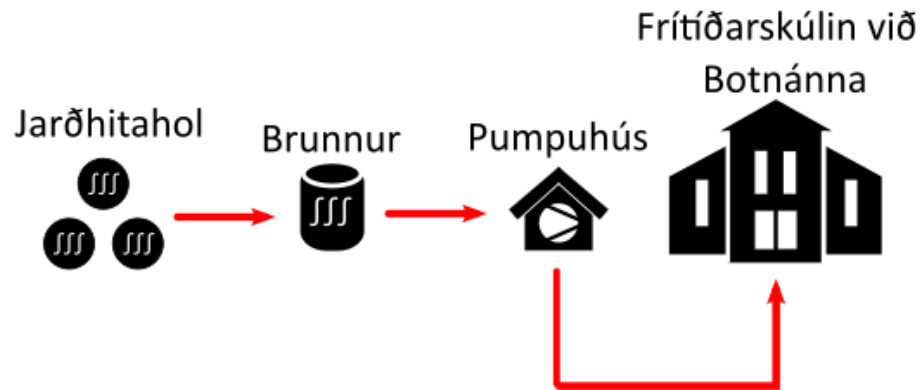 Jarðhitahol
Brunnur
Pumpuhús
Frítíðarskúlin við
Botnánna